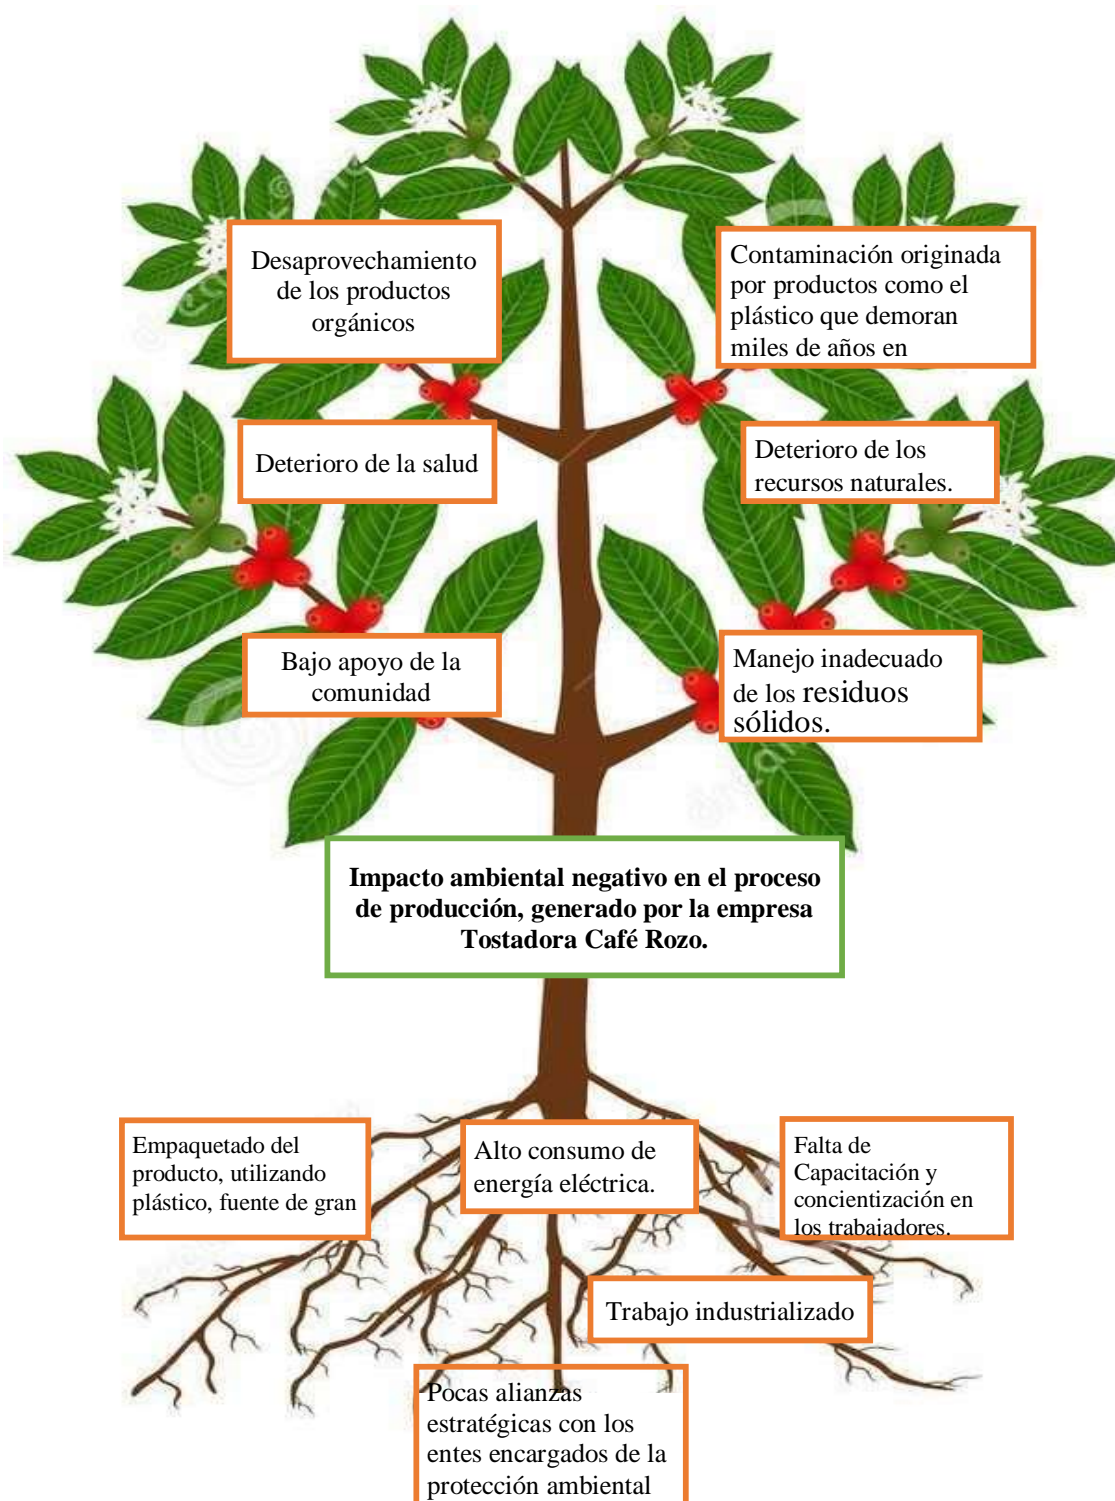 Desaprovechamiento
de los productos
orgánicos
Contaminación originada
por productos como el
plástico que demoran
miles de años en
Deterioro de la salud
Deterioro de los
recursos naturales.
Bajo apoyo de la
comunidad
Manejo inadecuado
de los residuos
sólidos.
Impacto ambiental negativo en el proceso
de producción, generado por la empresa
Tostadora Café Rozo.
Empaquetado del
producto, utilizando
plástico, fuente de gran
Alto consumo de
energía eléctrica.
Falta de
Capacitación y
concientización en
los trabajadores.
Trabajo industrializado
Pocas alianzas
estratégicas con los
entes encargados de la
protección ambiental